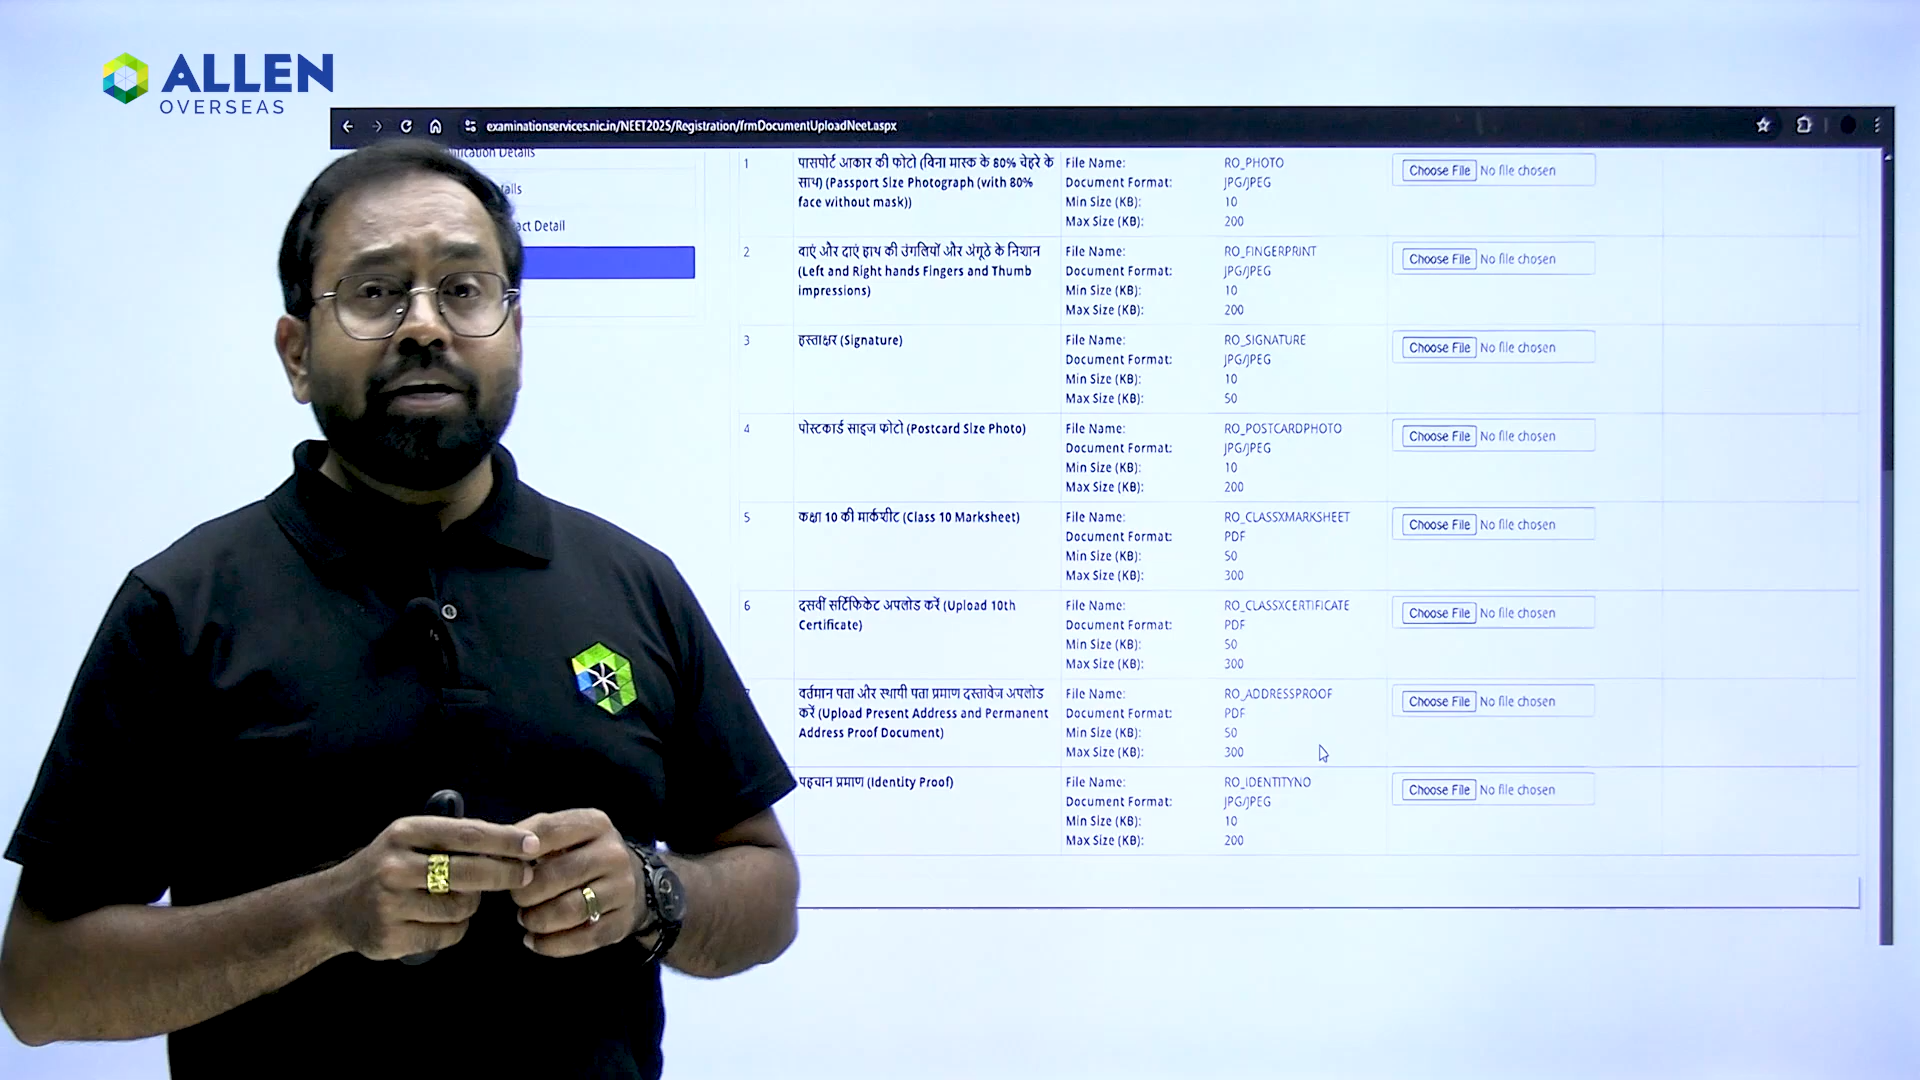 ALLEN
OVERSEAS
examinationservices.nic.in/NEET2025/Registration/frmDocumentUploadNeet.aspx
Details
act Detail
1
पासपोर्ट आकार की फोटो (बिना मास्क के 80% चेहरे के
साथ) (Passport Size Photograph (with 80%
face without mask))
File Name: RO_PHOTO
Document Format: JPG/JPEG
Min Size (KB): 10
Max Size (KB): 200
Choose File No file chosen
2
बाएं और दाएं हाथ की उंगलियों और अंगूठे के निशान
(Left and Right hands Fingers and Thumb
impressions)
File Name: RO_FINGERPRINT
Document Format: JPG/JPEG
Min Size (KB): 10
Max Size (KB): 200
Choose File No file chosen
3
हस्ताक्षर (Signature)
File Name: RO_SIGNATURE
Document Format: JPG/JPEG
Min Size (KB): 10
Max Size (KB): 50
Choose File No file chosen
4
पोस्टकार्ड साइज फोटो (Postcard Size Photo)
File Name: RO_POSTCARDPHOTO
Document Format: JPG/JPEG
Min Size (KB): 10
Max Size (KB): 200
Choose File No file chosen
5
कक्षा 10 की मार्कशीट (Class 10 Marksheet)
File Name: RO_CLASSXMARKSHEET
Document Format: PDF
Min Size (KB): 50
Max Size (KB): 300
Choose File No file chosen
6
दसवीं सर्टिफिकेट अपलोड करें (Upload 10th
Certificate)
File Name: RO_CLASSXCERTIFICATE
Document Format: PDF
Min Size (KB): 50
Max Size (KB): 300
Choose File No file chosen
वर्तमान पता और स्थायी पता प्रमाण दस्तावेज अपलोड
करें (Upload Present Address and Permanent
Address Proof Document)
File Name: RO_ADDRESSPROOF
Document Format: PDF
Min Size (KB): 50
Max Size (KB): 300
Choose File No file chosen
पहचान प्रमाण (Identity Proof)
File Name: RO_IDENTITYNO
Document Format: JPG/JPEG
Min Size (KB): 10
Max Size (KB): 200
Choose File No file chosen